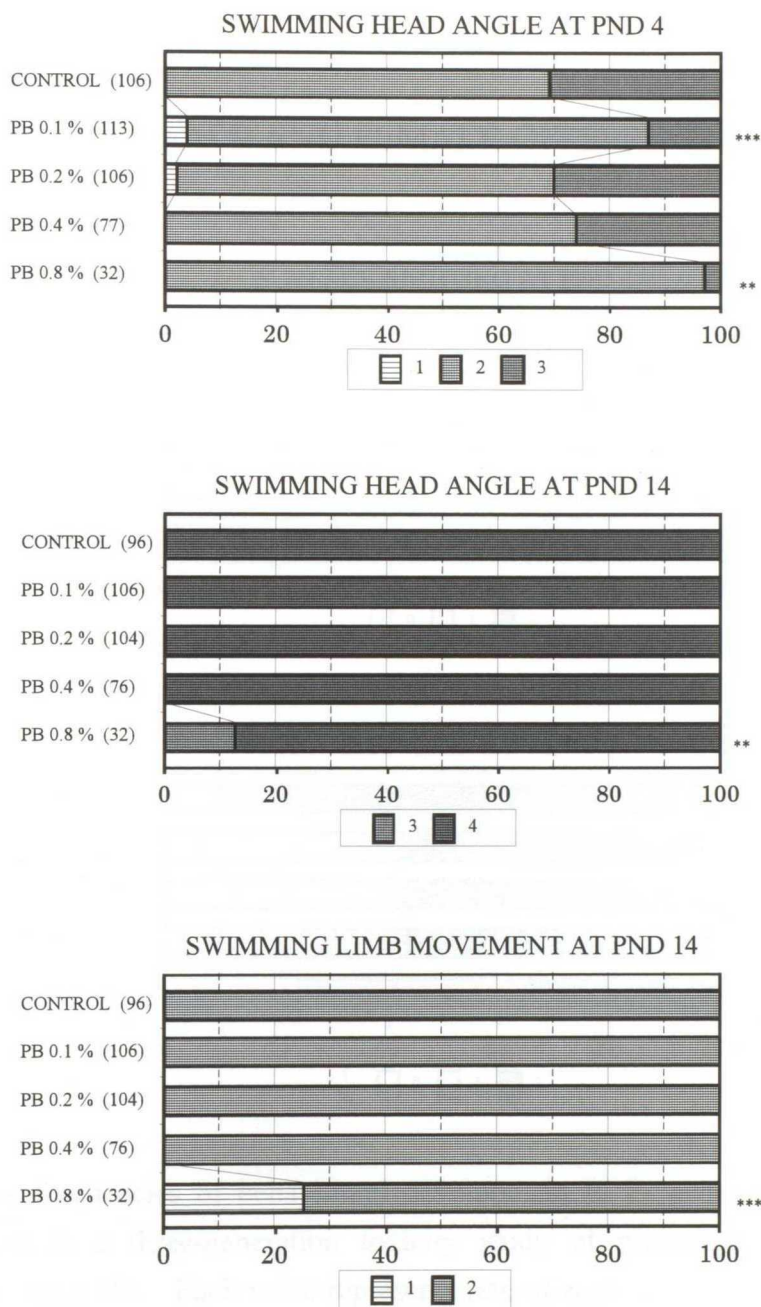 SWIMMING HEAD ANGLE AT PND 4
CONTROL (106)
PB 0.1 % (113) ***
PB 0.2 % (106)
PB 0.4 % (77)
PB 0.8 % (32) **
0 20 40 60 80 100
1 2 3
SWIMMING HEAD ANGLE AT PND 14
CONTROL (96)
PB 0.1 % (106)
PB 0.2 % (104)
PB 0.4 % (76)
PB 0.8 % (32) **
0 20 40 60 80 100
3 4
SWIMMING LIMB MOVEMENT AT PND 14
CONTROL (96)
PB 0.1 % (106)
PB 0.2 % (104)
PB 0.4 % (76)
PB 0.8 % (32) ***
0 20 40 60 80 100
1 2